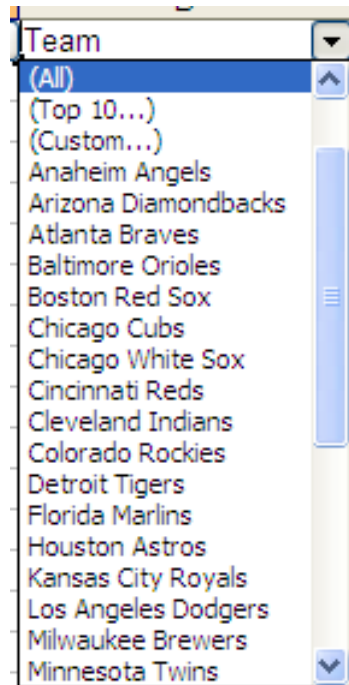 Team
(All)
(Top 10...)
(Custom...)
Anaheim Angels
Arizona Diamondbacks
Atlanta Braves
Baltimore Orioles
Boston Red Sox
Chicago Cubs
Chicago White Sox
Cincinnati Reds
Cleveland Indians
Colorado Rockies
Detroit Tigers
Florida Marlins
Houston Astros
Kansas City Royals
Los Angeles Dodgers
Milwaukee Brewers
Minnesota Twins